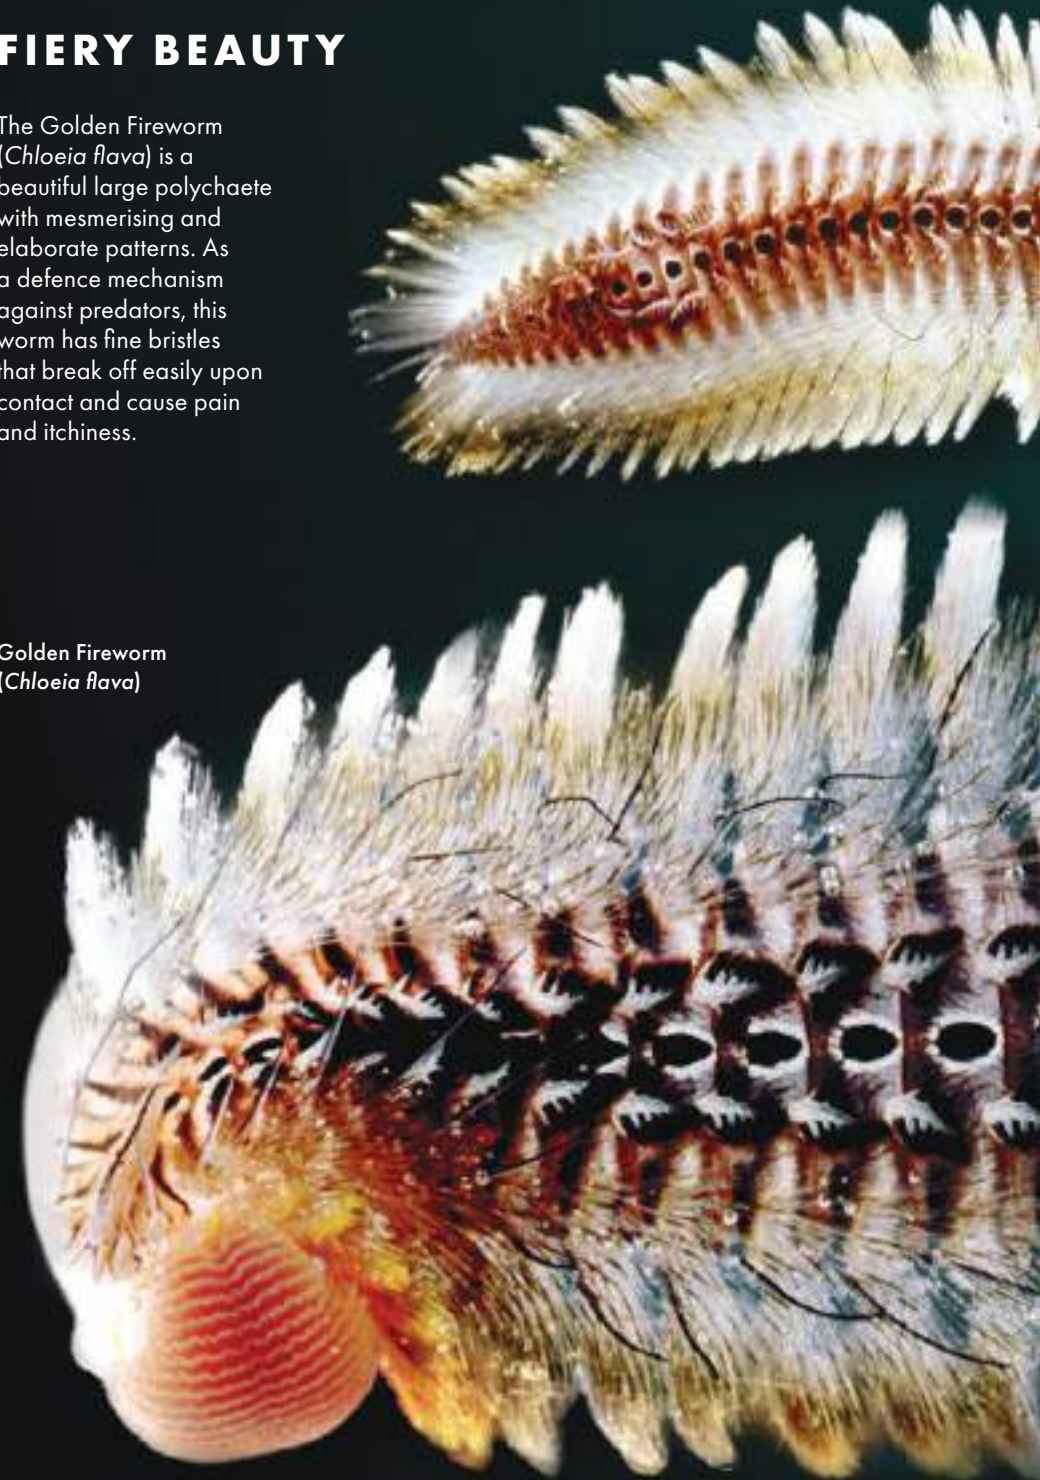 FIERY BEAUTY
The Golden Fireworm
(Chloeia flava) is a
beautiful large polychaete
with mesmerising and
elaborate patterns. As
a defence mechanism
against predators, this
worm has fine bristles
that break off easily upon
contact and cause pain
and itchiness.
Golden Fireworm
(Chloeia flava)